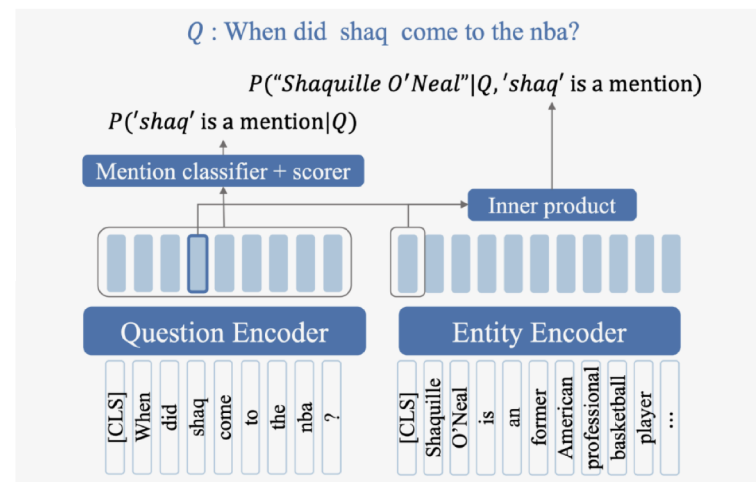 Q : When did shaq come to the nba?
P("Shaquille O'Neal"|Q,'shaq' is a mention)
P('shaq' is a mention|Q)
Mention classifier + scorer
Inner product
Question Encoder
Entity Encoder
[CLS]
When
did
shaq
come
to
the
nba
?
[CLS]
Shaquille
O'Neal
is
an
former
American
professional
basketball
player
...